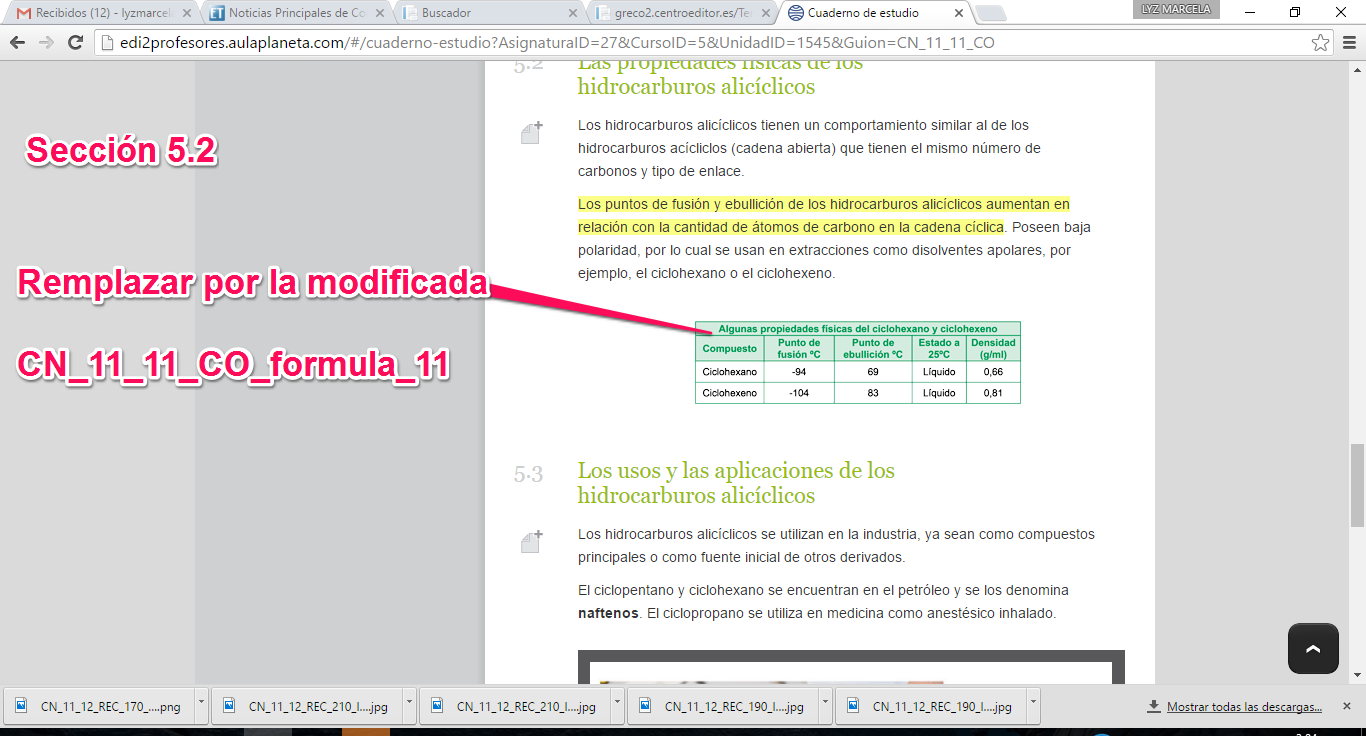 Recibidos (12) - lyzmarcel
Noticias Principales de Co
Buscador
greco2.centroeditor.es/Te
Cuaderno de estudio
LYZ MARCELA
edi2profesores.aulaplaneta.com/#/cuaderno-estudio?AsignaturaID=27&CursoID=5&UnidadID=1545&Guion=CN_11_11_CO
5.2 Las propiedades físicas de los
hidrocarburos alicíclicos
Los hidrocarburos alicíclicos tienen un comportamiento similar al de los
hidrocarburos acícliclos (cadena abierta) que tienen el mismo número de
carbonos y tipo de enlace.
Sección 5.2
Los puntos de fusión y ebullición de los hidrocarburos alicíclicos aumentan en
relación con la cantidad de átomos de carbono en la cadena cíclica. Poseen baja
polaridad, por lo cual se usan en extracciones como disolventes apolares, por
ejemplo, el ciclohexano o el ciclohexeno.
Remplazar por la modificada
CN_11_11_CO_formula_11
Algunas propiedades físicas del ciclohexano y ciclohexeno
Compuesto Punto de fusión ºC Punto de ebullición ºC Estado a 25ºC Densidad (g/ml)
Ciclohexano -94 69 Líquido 0,66
Ciclohexeno -104 83 Líquido 0,81
5.3 Los usos y las aplicaciones de los
hidrocarburos alicíclicos
Los hidrocarburos alicíclicos se utilizan en la industria, ya sean como compuestos
principales o como fuente inicial de otros derivados.
El ciclopentano y ciclohexano se encuentran en el petróleo y se los denomina
naftenos. El ciclopropano se utiliza en medicina como anestésico inhalado.
CN_11_12_REC_170_....png
CN_11_12_REC_210_I....jpg
CN_11_12_REC_210_I....jpg
CN_11_12_REC_190_I....jpg
CN_11_12_REC_190_I....jpg
Mostrar todas las descargas...